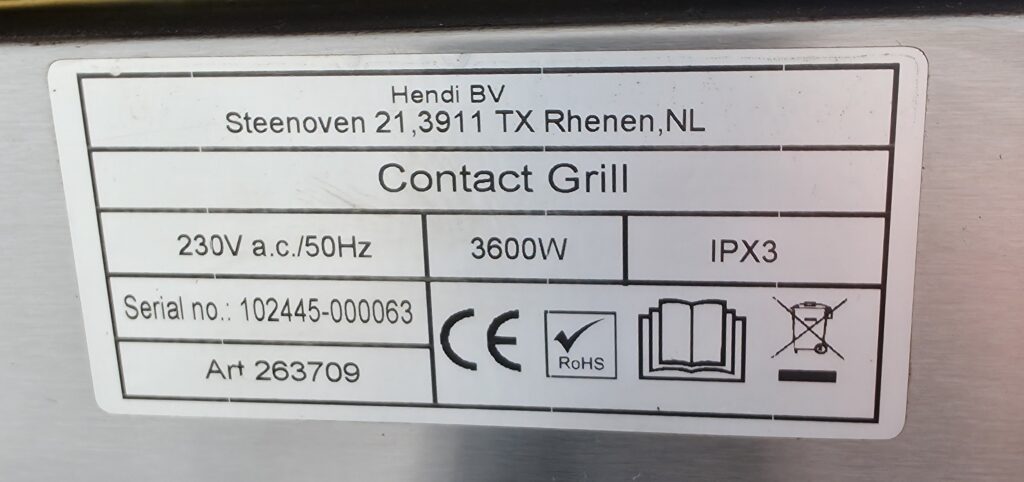 Hendi BV
Steenoven 21,3911 TX Rhenen,NL
Contact Grill
230V a.c./50Hz
3600W
IPX3
Serial no.: 102445-000063
Art 263709
CE
RoHS